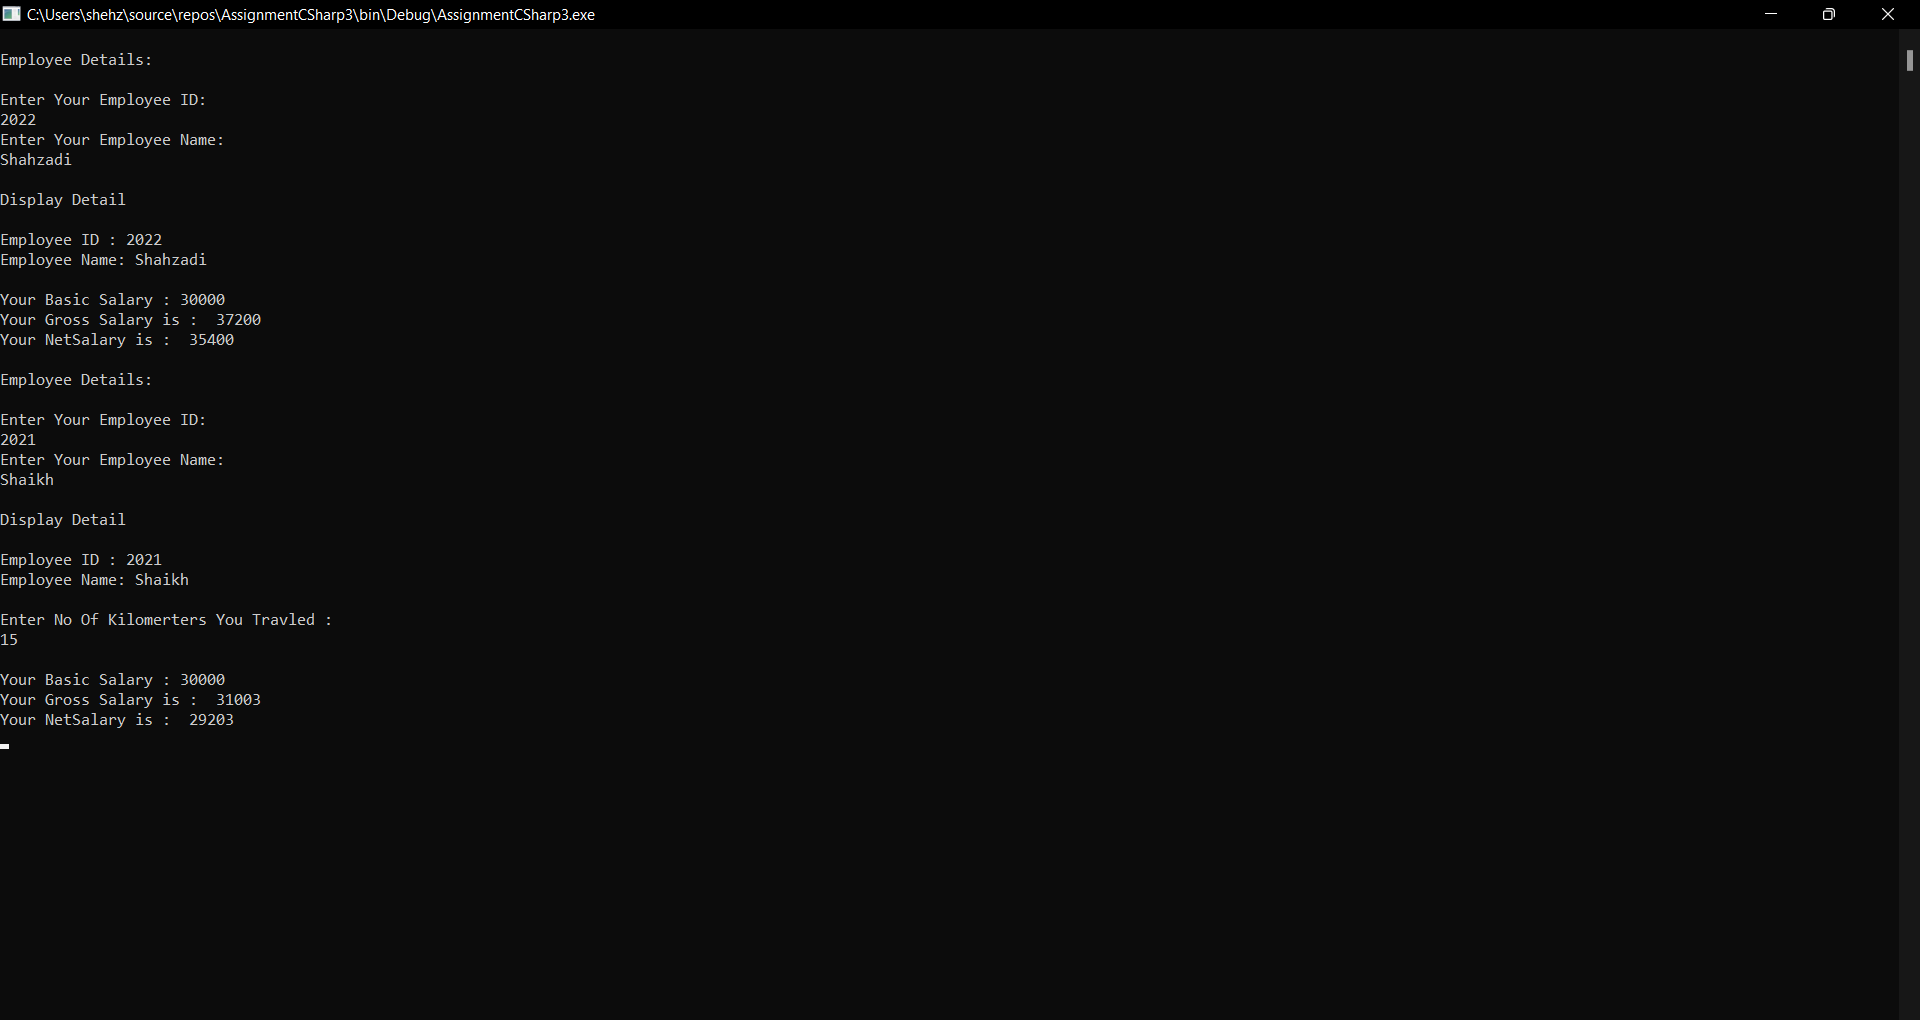 C:\Users\shehz\source\repos\AssignmentCSharp3\bin\Debug\AssignmentCSharp3.exe
Employee Details:
Enter Your Employee ID:
2022
Enter Your Employee Name:
Shahzadi
Display Detail
Employee ID : 2022
Employee Name: Shahzadi
Your Basic Salary : 30000
Your Gross Salary is :  37200
Your NetSalary is :  35400
Employee Details:
Enter Your Employee ID:
2021
Enter Your Employee Name:
Shaikh
Display Detail
Employee ID : 2021
Employee Name: Shaikh
Enter No Of Kilomerters You Travled :
15
Your Basic Salary : 30000
Your Gross Salary is :  31003
Your NetSalary is :  29203